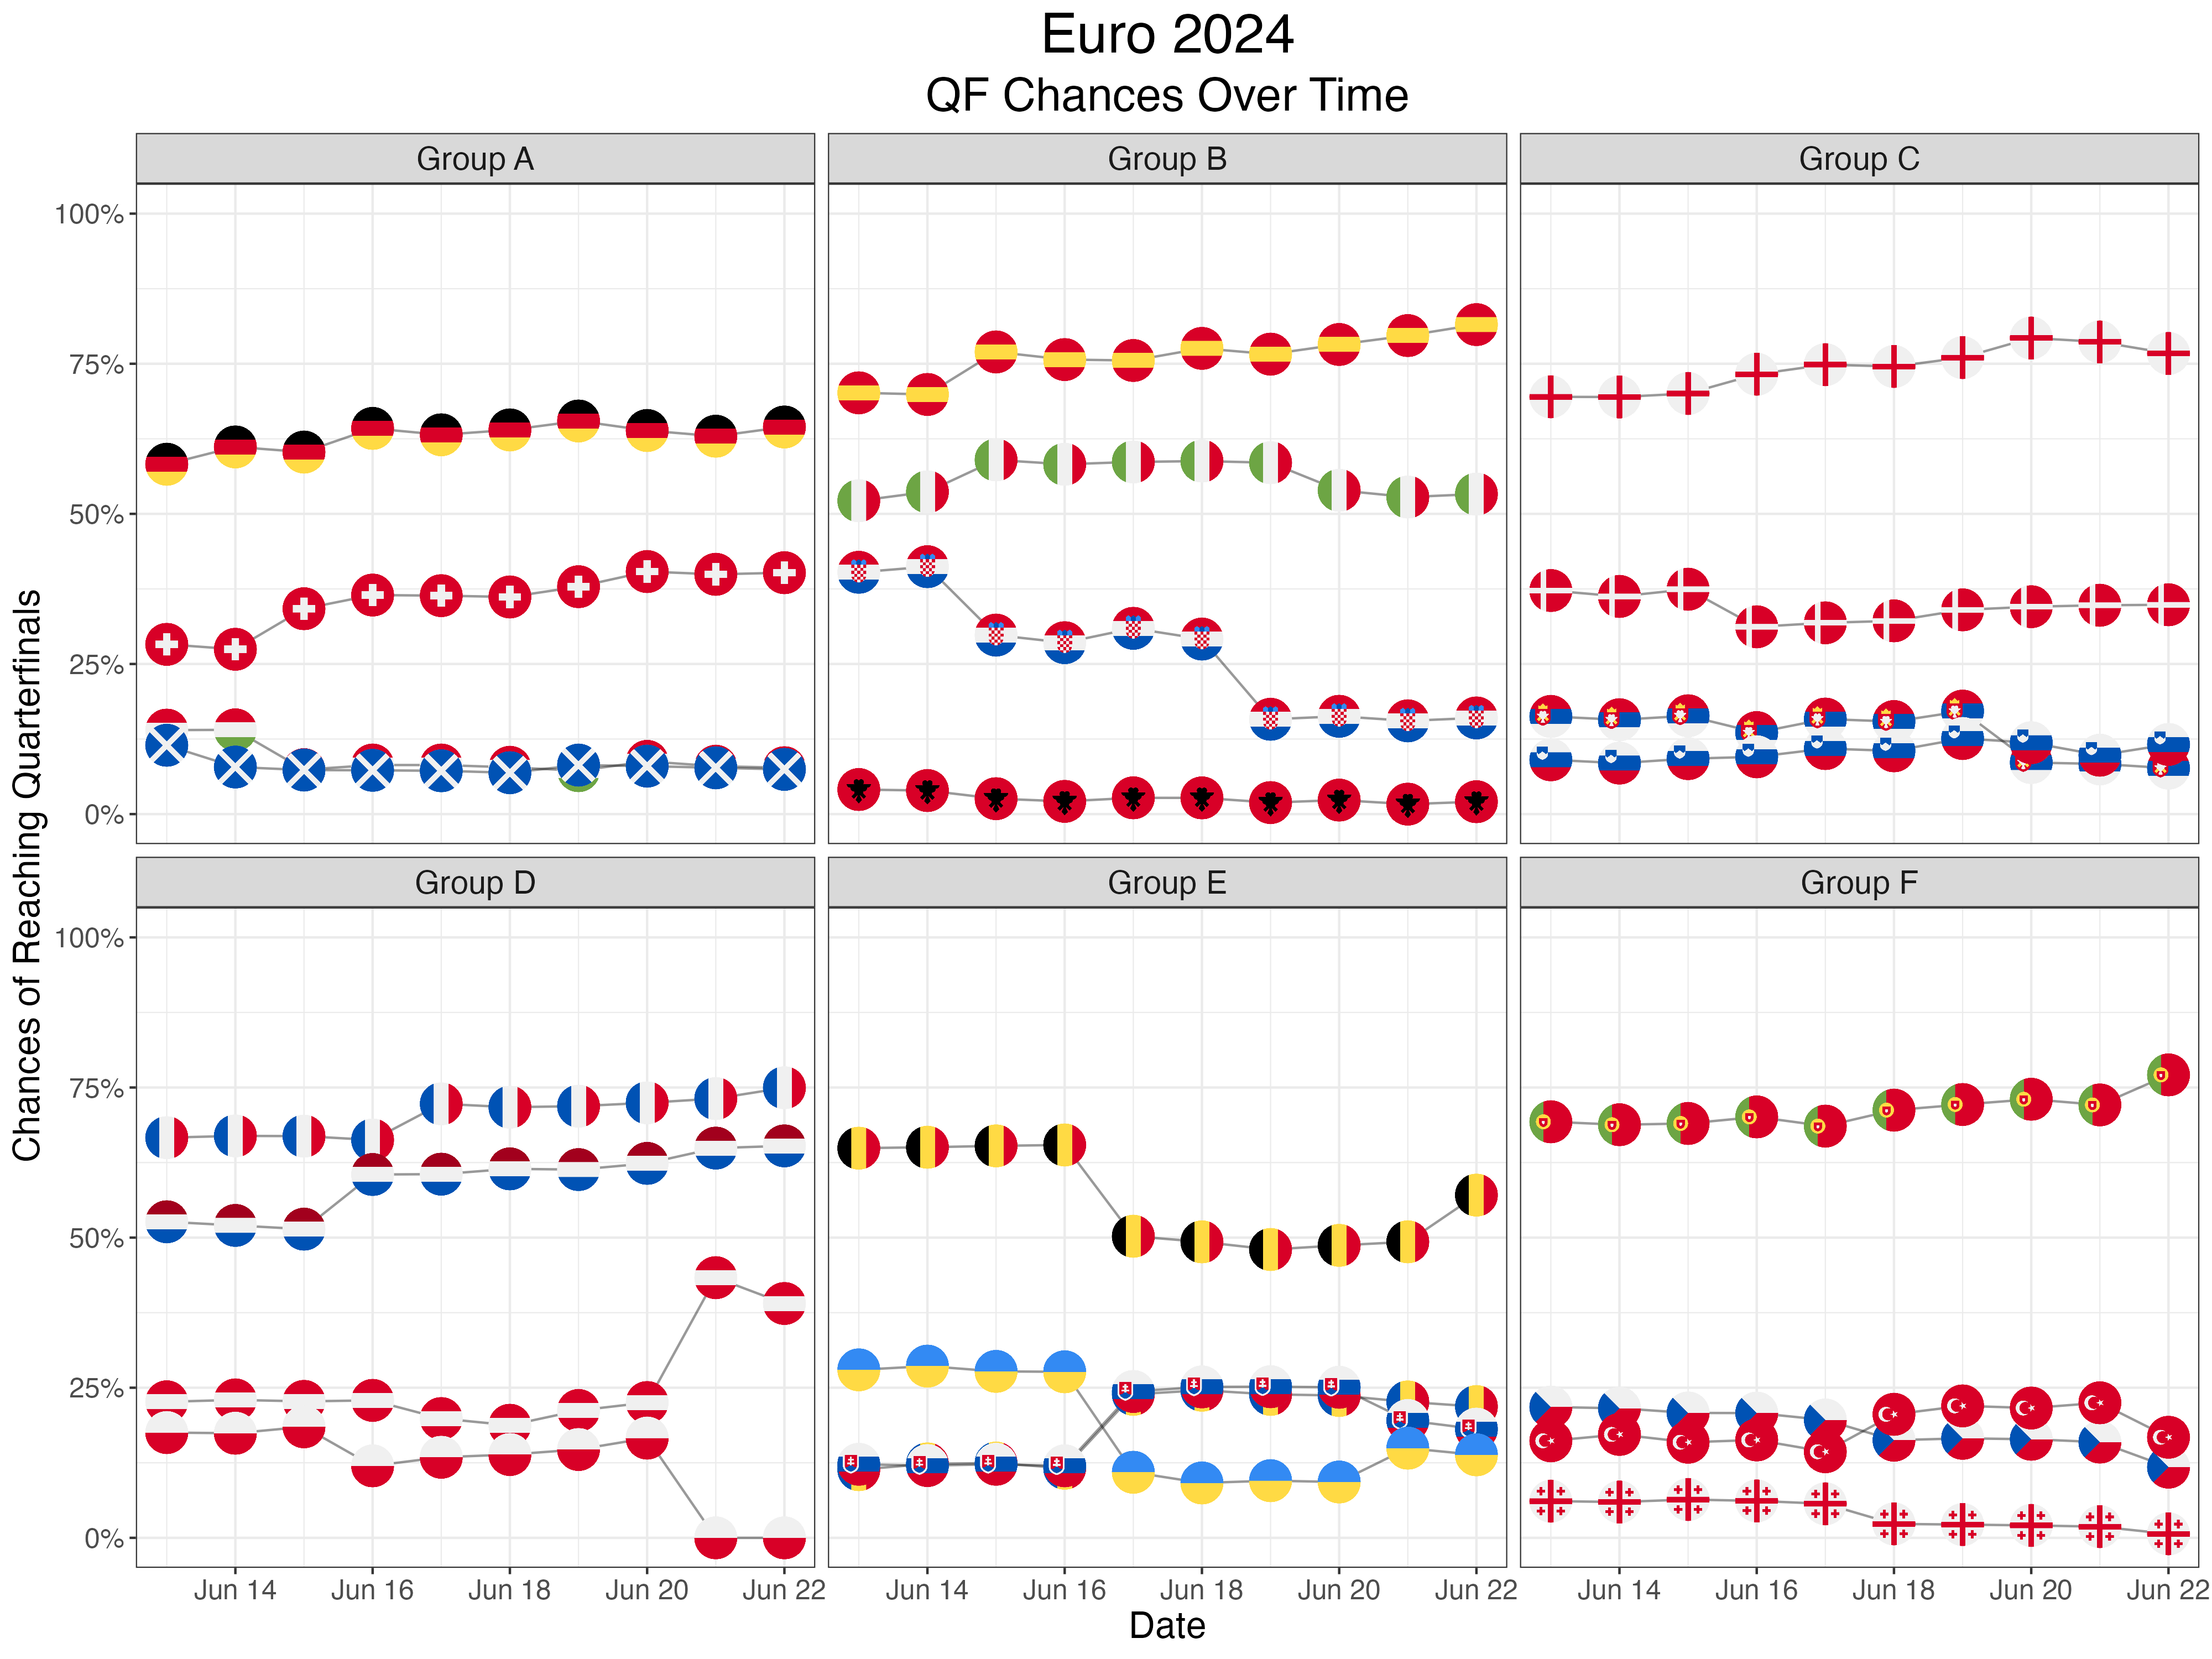 Euro 2024
QF Chances Over Time
Group A
Group B
Group C
100%
75%
50%
25%
0%
Group D
Group E
Group F
100%
75%
50%
25%
0%
Chances of Reaching Quarterfinals
Jun 14 Jun 16 Jun 18 Jun 20 Jun 22
Jun 14 Jun 16 Jun 18 Jun 20 Jun 22
Jun 14 Jun 16 Jun 18 Jun 20 Jun 22
Date